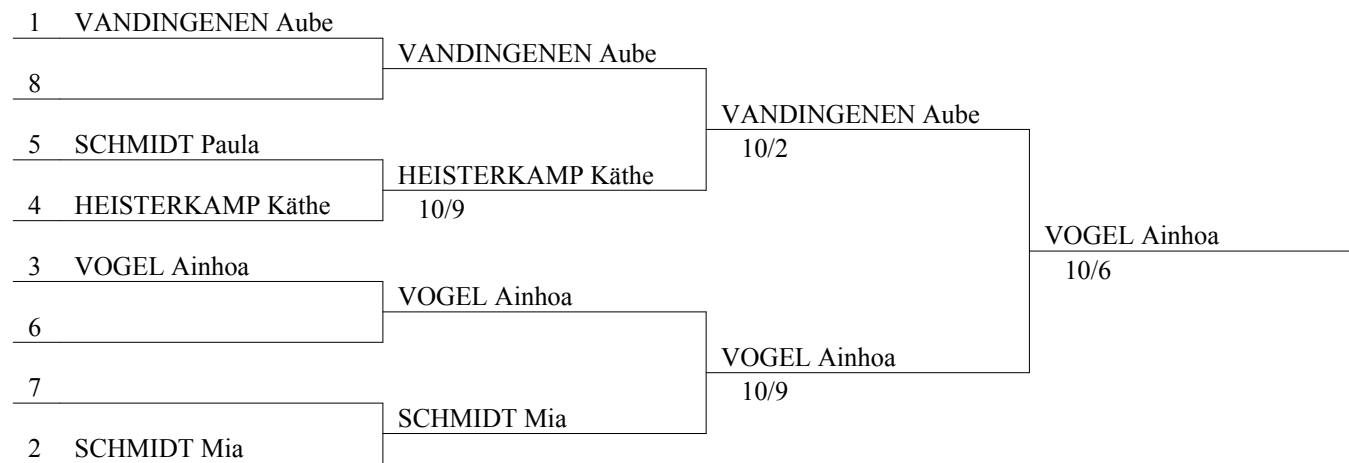 1 VANDINGENEN Aube
VANDINGENEN Aube
8
VANDINGENEN Aube
10/2
5 SCHMIDT Paula
HEISTERKAMP Käthe
10/9
4 HEISTERKAMP Käthe
VOGEL Ainhoa
10/6
3 VOGEL Ainhoa
VOGEL Ainhoa
6
VOGEL Ainhoa
10/9
7
SCHMIDT Mia
2 SCHMIDT Mia